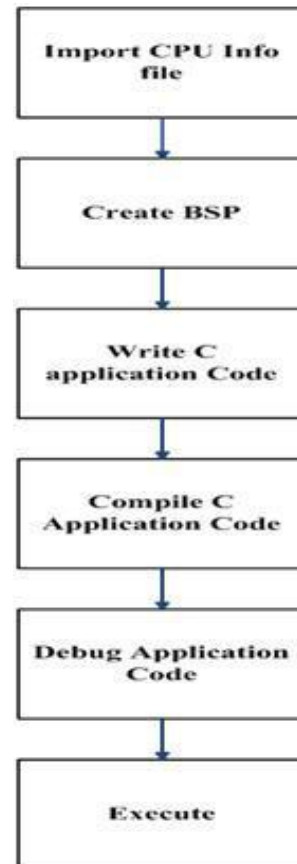 Import CPU Info
file
Create BSP
Write C
application Code
Compile C
Application Code
Debug Application
Code
Execute